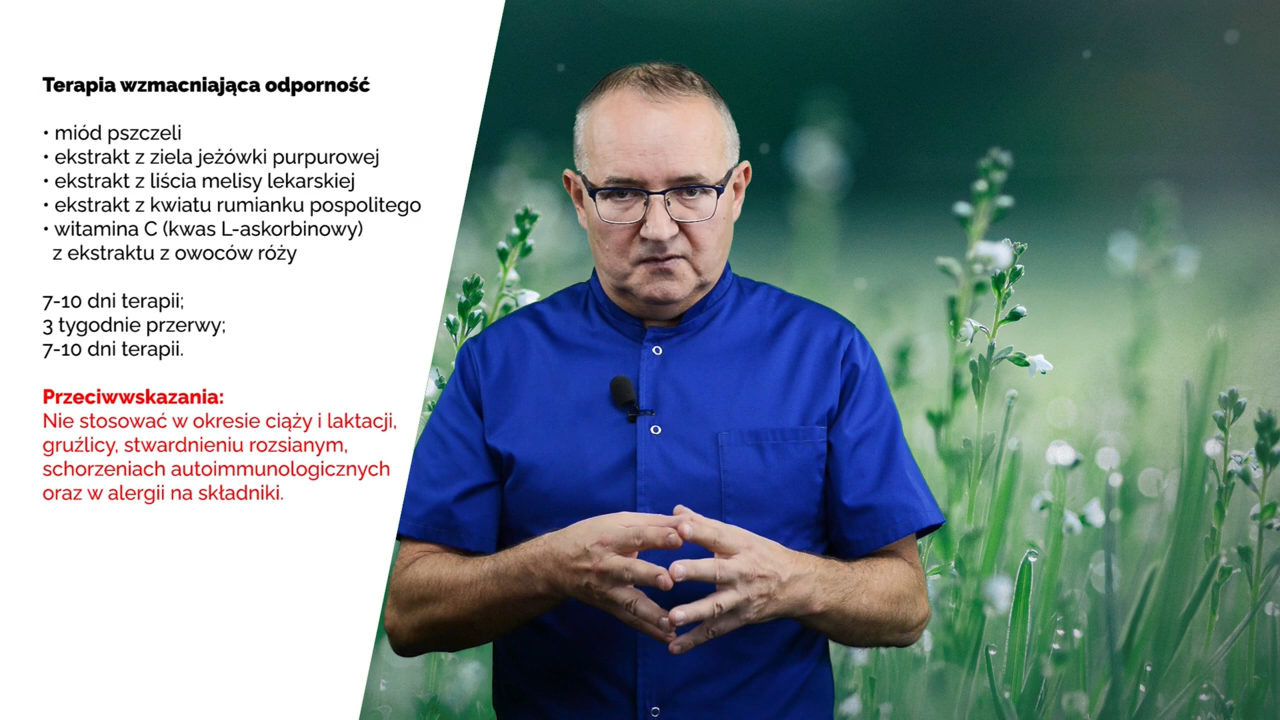 Terapia wzmacniająca odporność
• miód pszczeli
• ekstrakt z ziela jeżówki purpurowej
• ekstrakt z liścia melisy lekarskiej
• ekstrakt z kwiatu rumianku pospolitego
• witamina C (kwas L-askorbinowy)
z ekstraktu z owoców róży
7-10 dni terapii;
3 tygodnie przerwy;
7-10 dni terapii.
Przeciwwskazania:
Nie stosować w okresie ciąży i laktacji,
gruźlicy, stwardnieniu rozsianym,
schorzeniach autoimmunologicznych
oraz w alergii na składniki.